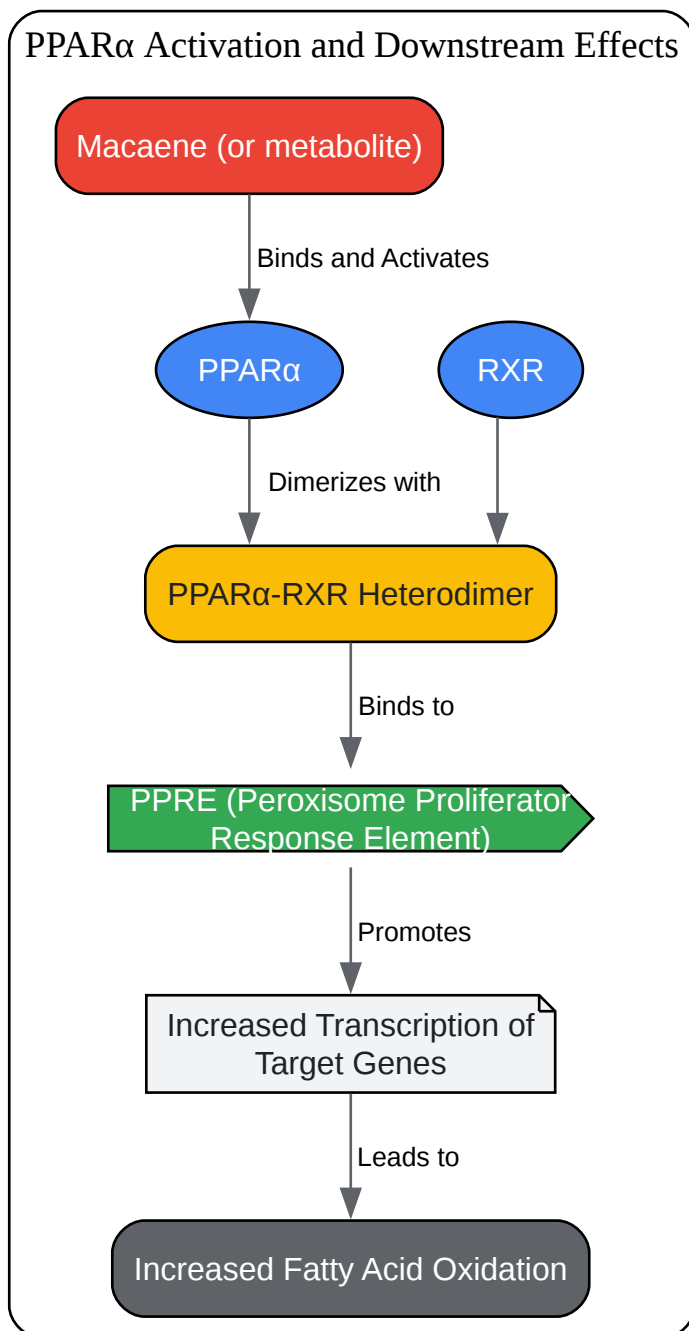 PPARα Activation and Downstream Effects
Macaene (or metabolite)
Binds and Activates
PPARα
RXR
Dimerizes with
PPARα-RXR Heterodimer
Binds to
PPRE (Peroxisome Proliferator
Response Element)
Promotes
Increased Transcription of
Target Genes
Leads to
Increased Fatty Acid Oxidation